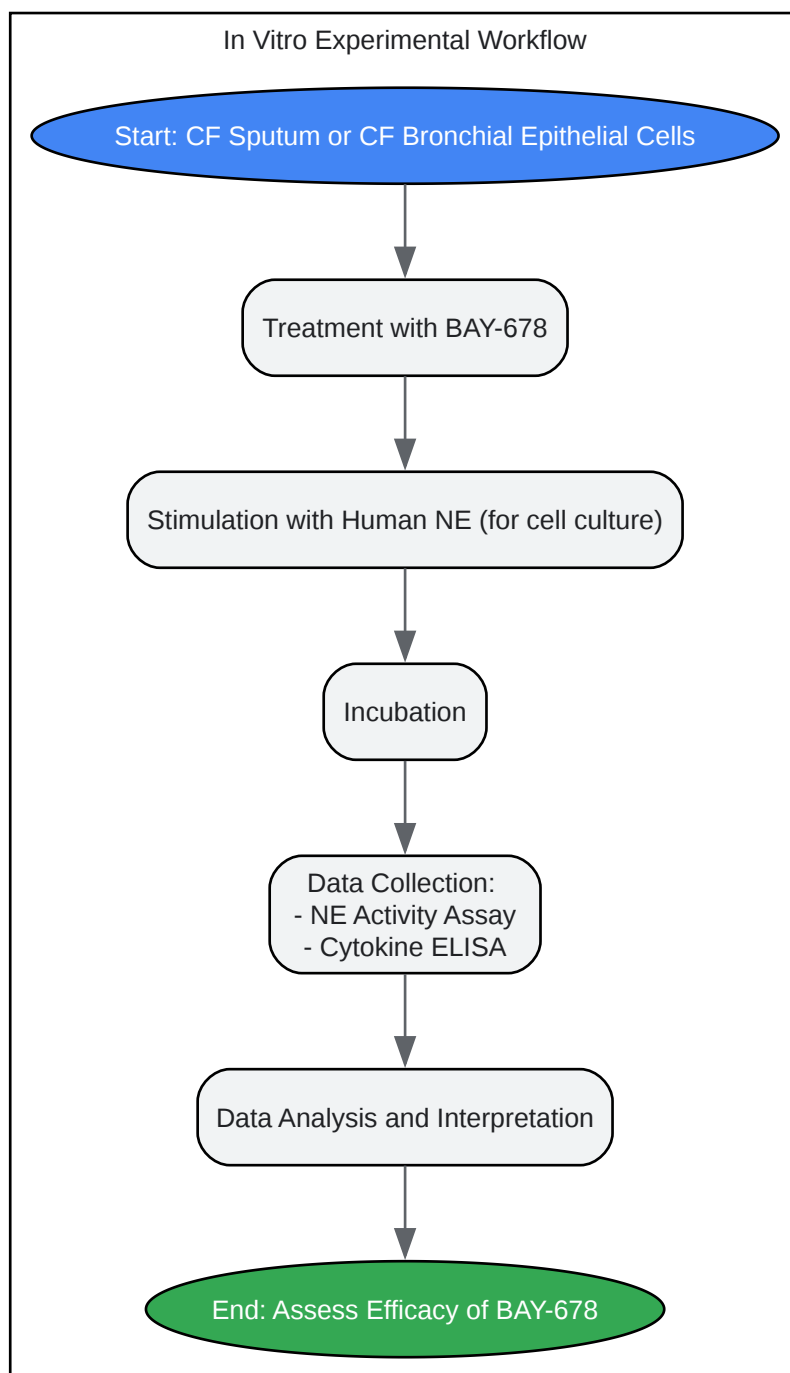 In Vitro Experimental Workflow
Start: CF Sputum or CF Bronchial Epithelial Cells
Treatment with BAY-678
Stimulation with Human NE (for cell culture)
Incubation
Data Collection:
- NE Activity Assay
- Cytokine ELISA
Data Analysis and Interpretation
End: Assess Efficacy of BAY-678